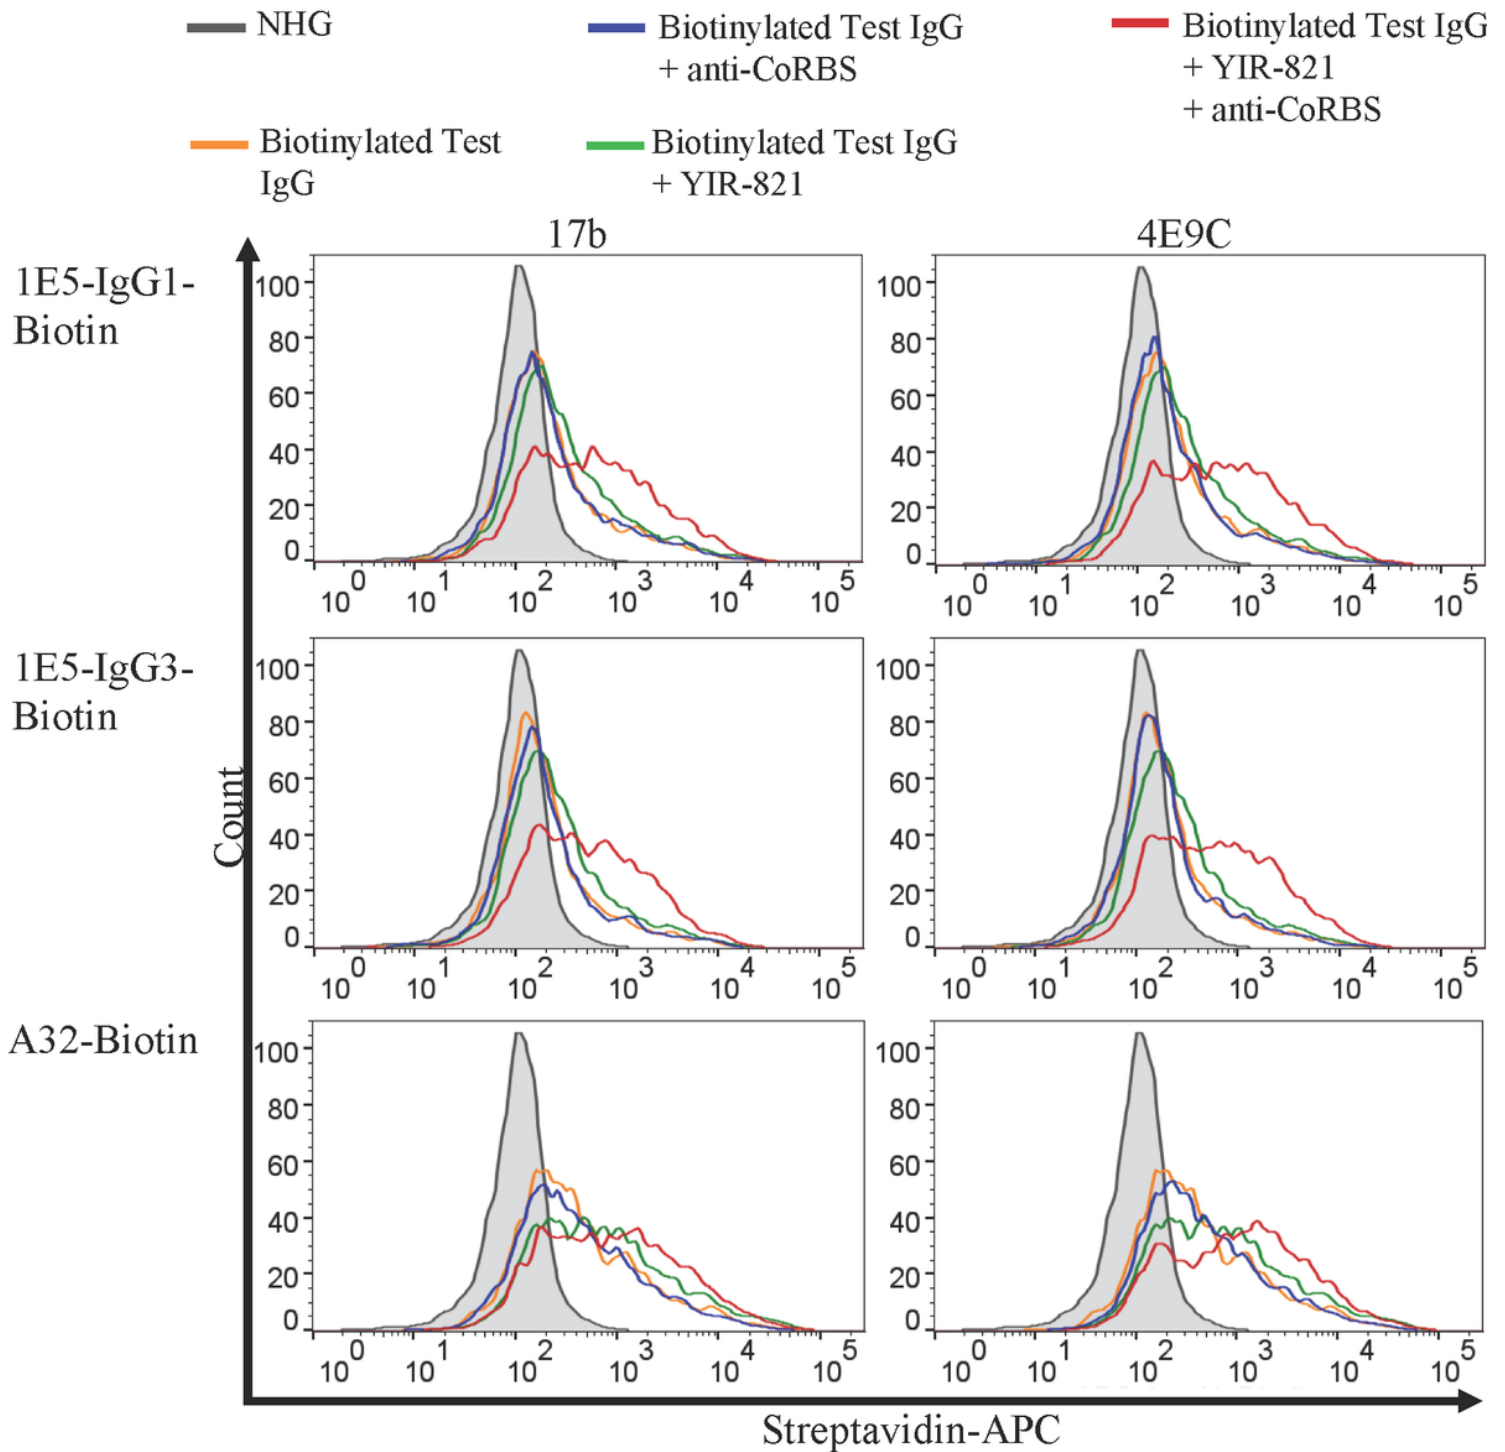 NHG
Biotinylated Test IgG
+ anti-CoRBS
Biotinylated Test IgG
+ YIR-821
+ anti-CoRBS
Biotinylated Test
IgG
Biotinylated Test IgG
+ YIR-821
17b
4E9C
1E5-IgG1-
Biotin
100
80
60
40
20
0
10^0 10^1 10^2 10^3 10^4 10^5
100
80
60
40
20
0
10^0 10^1 10^2 10^3 10^4 10^5
1E5-IgG3-
Biotin
100
80
60
40
20
0
10^0 10^1 10^2 10^3 10^4 10^5
100
80
60
40
20
0
10^0 10^1 10^2 10^3 10^4 10^5
Count
A32-Biotin
100
80
60
40
20
0
10^0 10^1 10^2 10^3 10^4 10^5
100
80
60
40
20
0
10^0 10^1 10^2 10^3 10^4 10^5
Streptavidin-APC